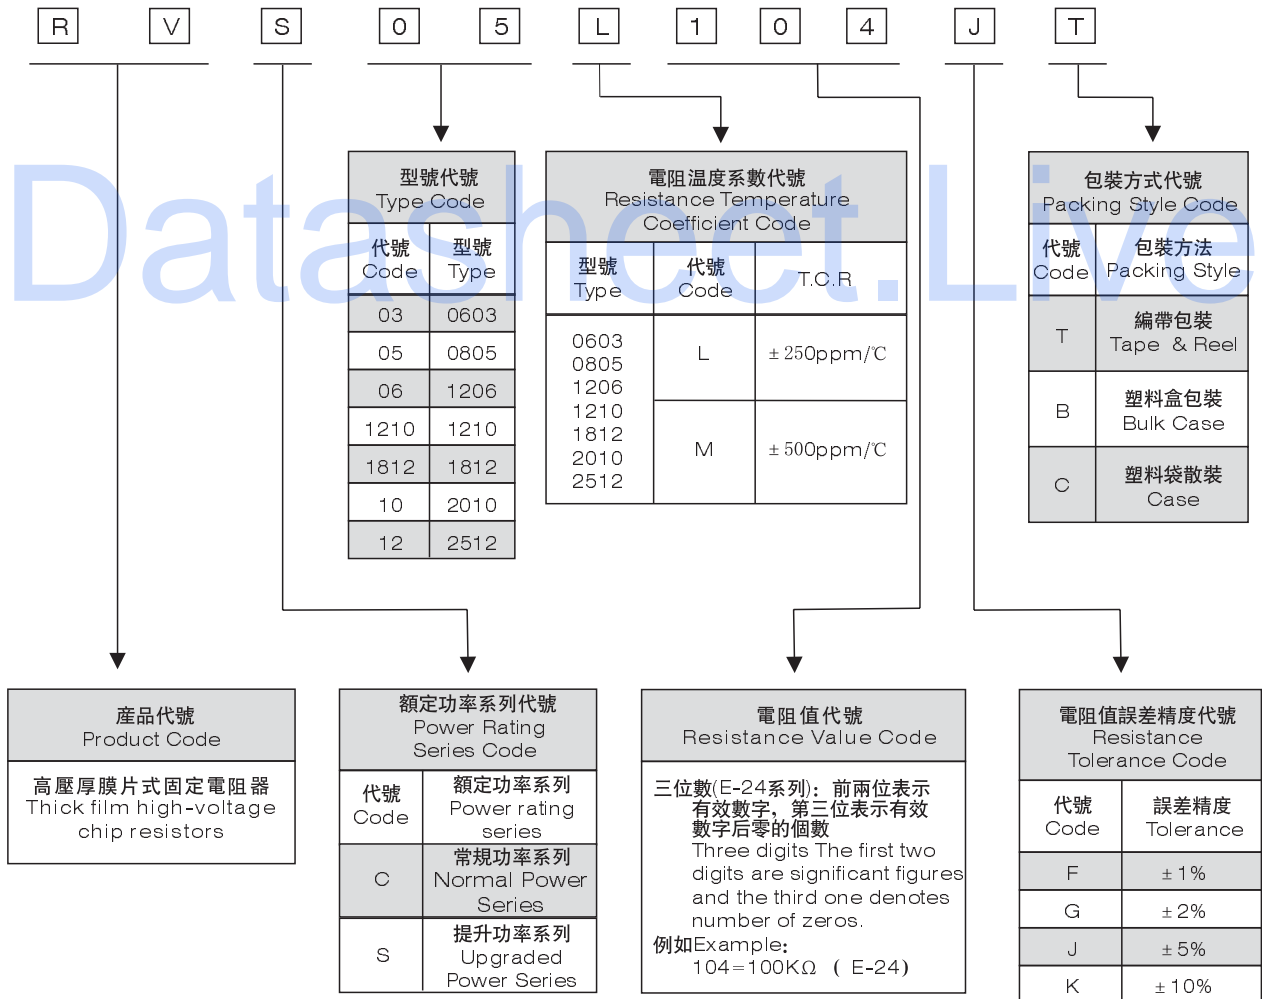 R V S 0 5 L 1 0 4 J T
型號代號
Type Code
代號 型號
Code Type
03 0603
05 0805
06 1206
1210 1210
1812 1812
10 2010
12 2512
電阻温度系數代號
Resistance Temperature
Coefficient Code
型號 代號 T.C.R
Type Code
0603
0805
1206
1210
1812
2010
2512
L ±250ppm/℃
M ±500ppm/℃
包裝方式代號
Packing Style Code
代號 包裝方法
Code Packing Style
T 編帶包裝
Tape & Reel
B 塑料盒包裝
Bulk Case
C 塑料袋散裝
Case
Datasheet.Live
産品代號
Product Code
高壓厚膜片式固定電阻器
Thick film high-voltage
chip resistors
額定功率系列代號
Power Rating
Series Code
代號 額定功率系列
Code Power rating
series
C 常規功率系列
Normal Power
Series
S 提升功率系列
Upgraded
Power Series
電阻值代號
Resistance Value Code
三位數(E-24系列)：前兩位表示
有效數字，第三位表示有效
數字后零的個數
Three digits The first two
digits are significant figures
and the third one denotes
number of zeros.
例如Example：
104=100KΩ ( E-24)
電阻值誤差精度代號
Resistance
Tolerance Code
代號 誤差精度
Code Tolerance
F ±1%
G ±2%
J ±5%
K ±10%